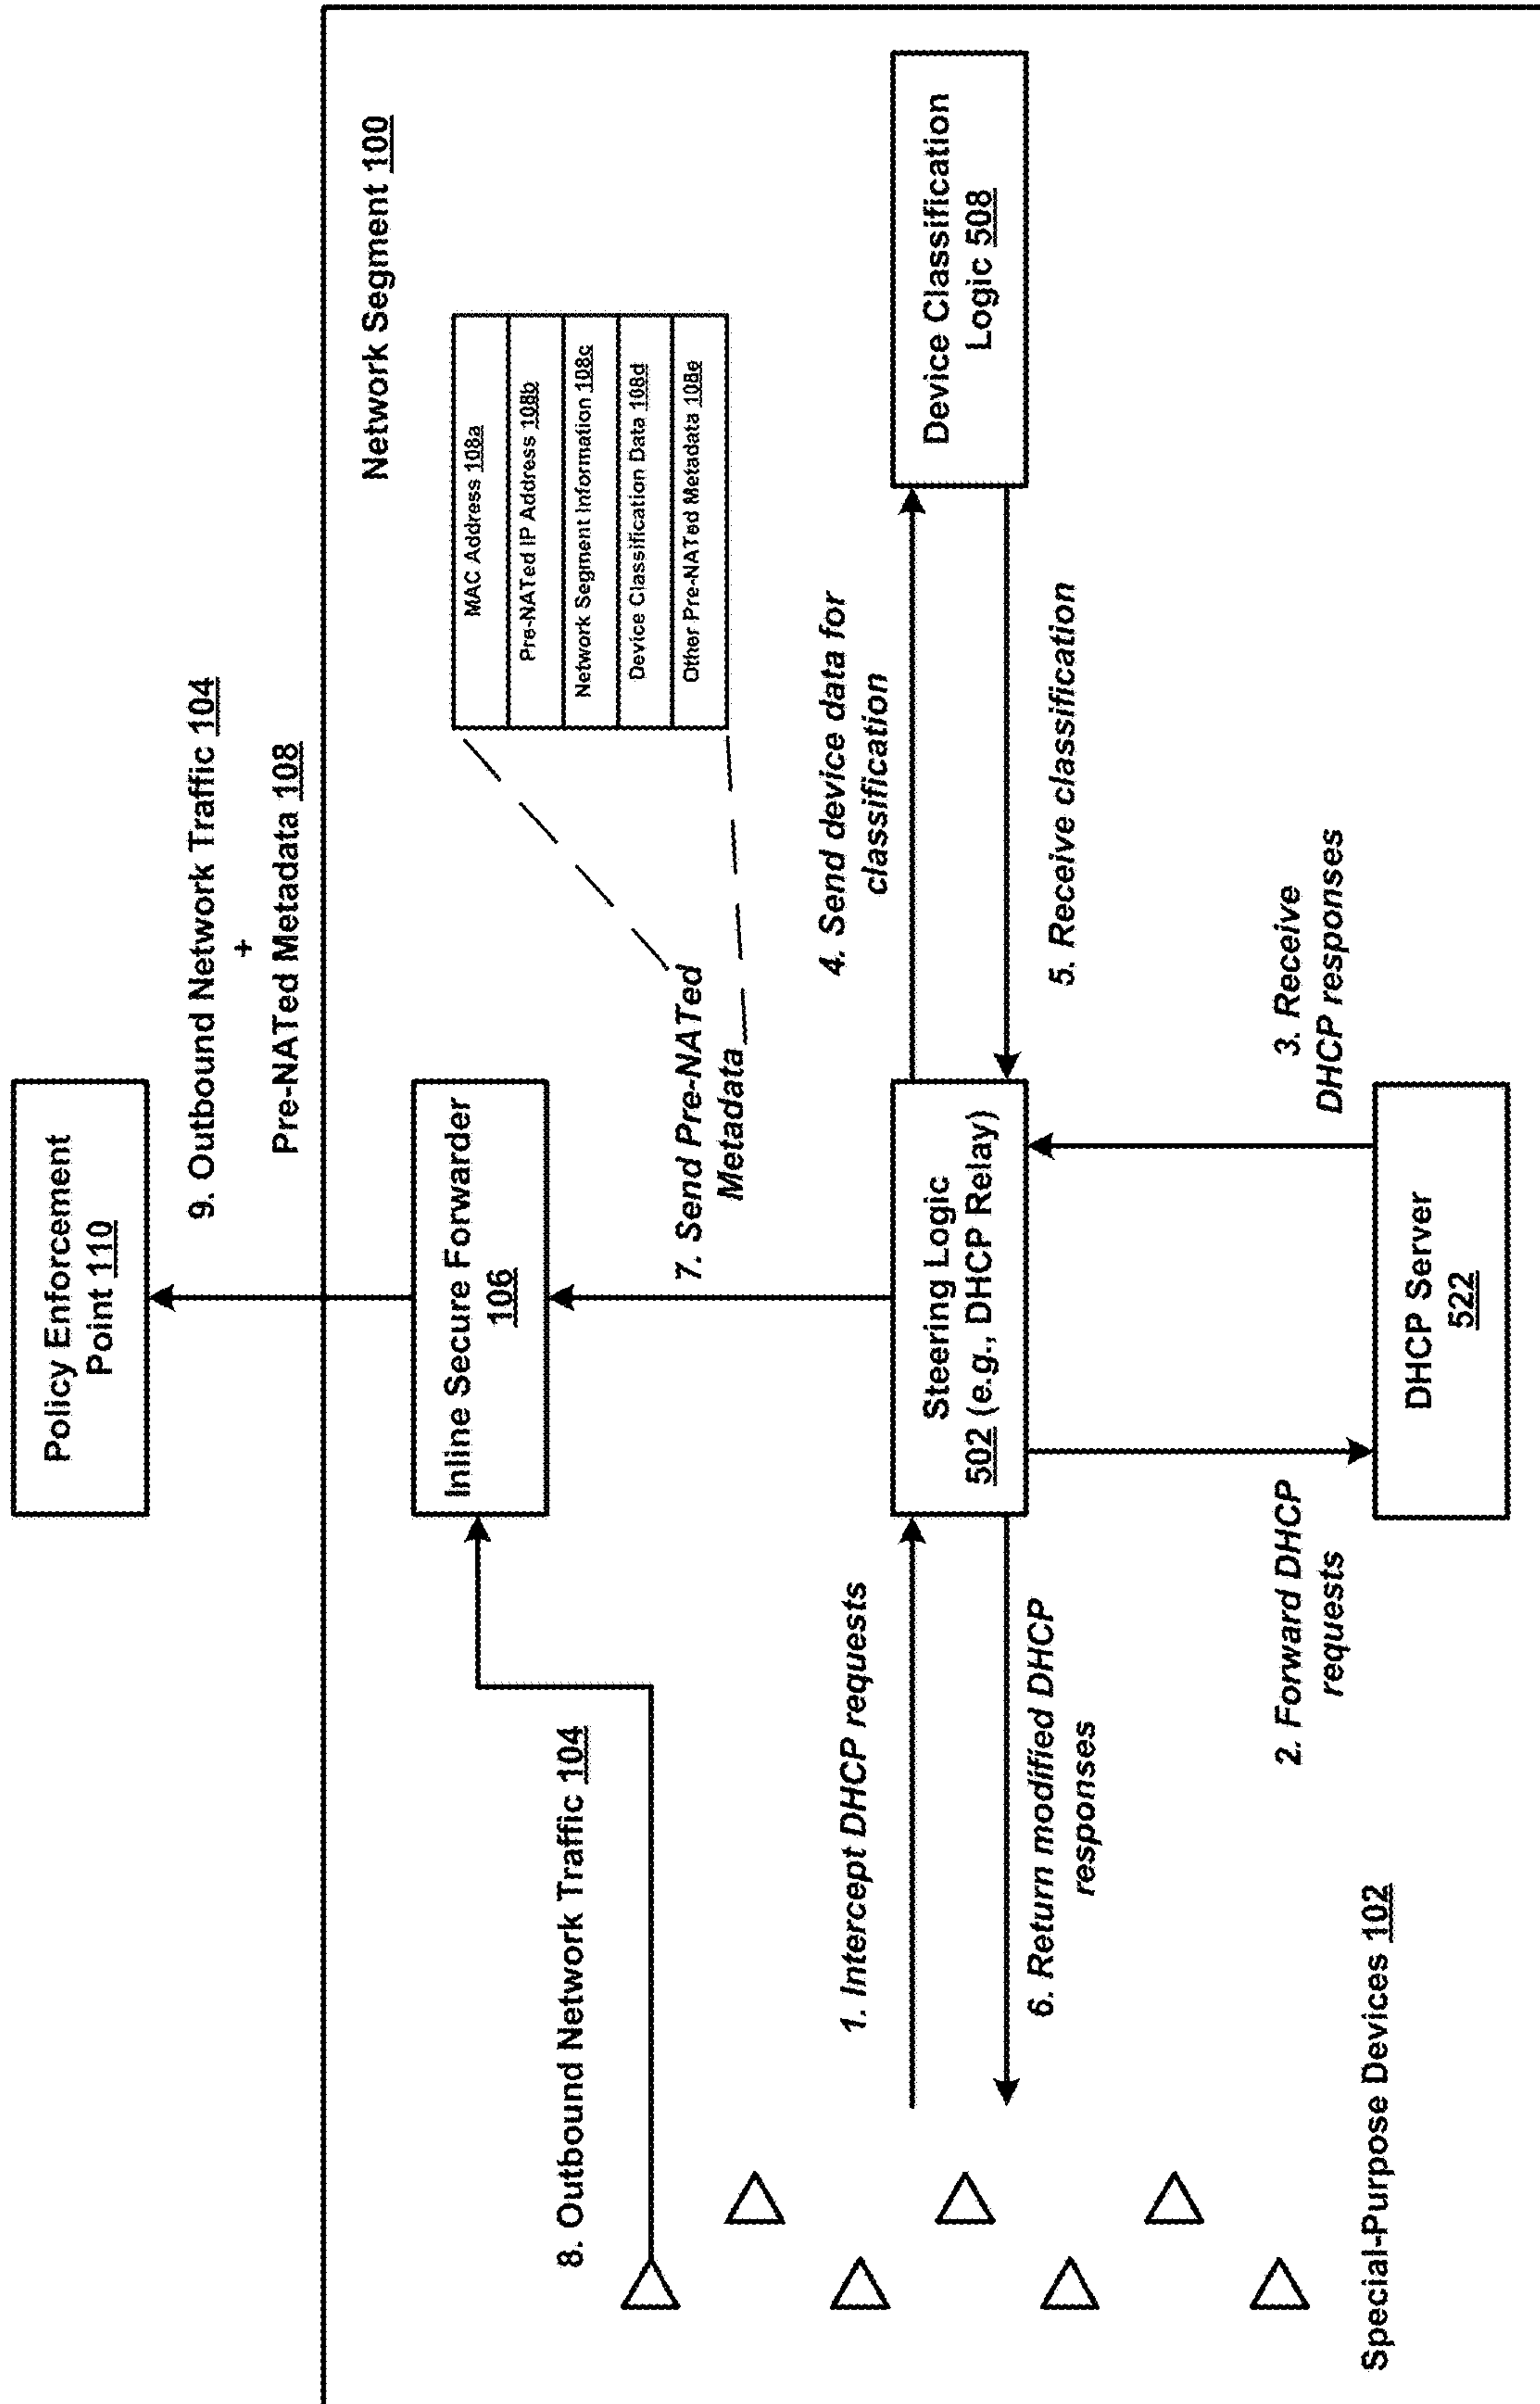 Policy Enforcement
Point 110
9. Outbound Network Traffic 104
+
Pre-NATed Metadata 108
Network Segment 100
Inline Secure Forwarder
106
MAC Address 108a
Pre-NATed IP Address 108b
Network Segment Information 108c
Device Classification Data 108d
Other Pre-NATed Metadata 108e
8. Outbound Network Traffic 104
7. Send Pre-NATed
Metadata
1. Intercept DHCP requests
Steering Logic
502 (e.g., DHCP Relay)
4. Send device data for
classification
Device Classification
Logic 508
6. Return modified DHCP
responses
5. Receive classification
2. Forward DHCP
requests
3. Receive
DHCP responses
Special-Purpose Devices 102
DHCP Server
522